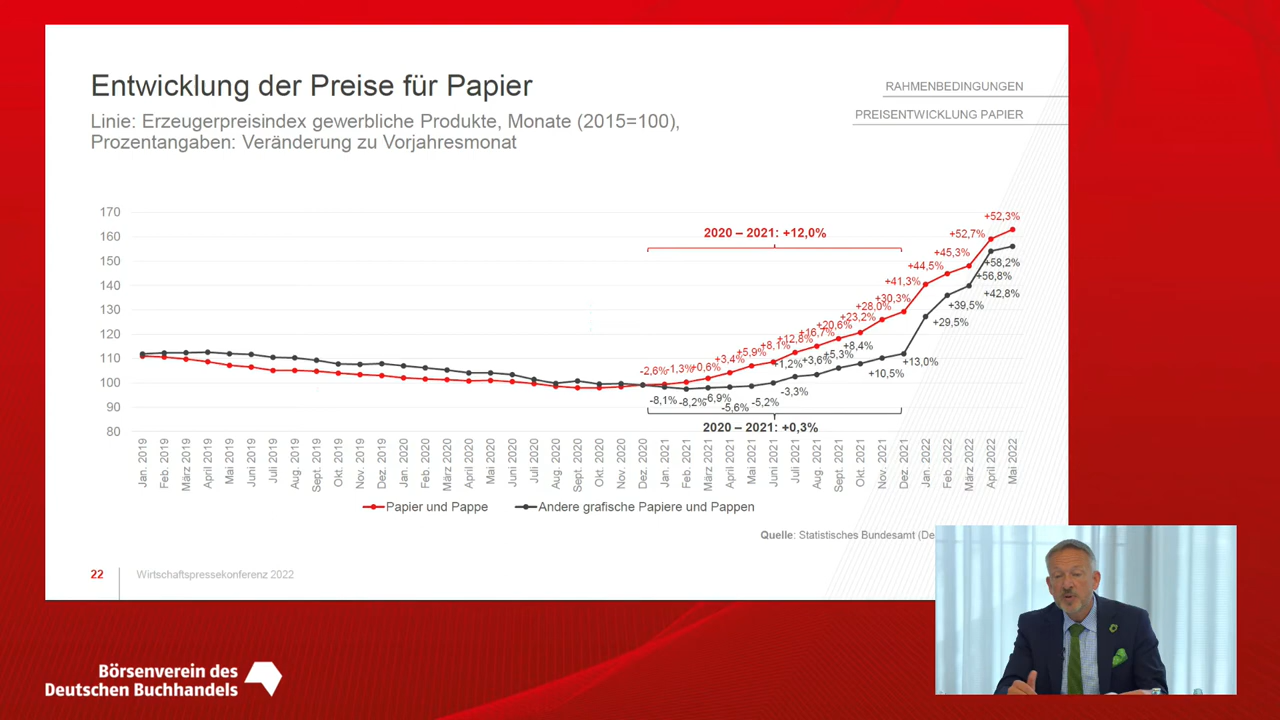 Entwicklung der Preise für Papier
Linie: Erzeugerpreisindex gewerbliche Produkte, Monate (2015=100),
Prozentangaben: Veränderung zu Vorjahresmonat
RAHMENBEDINGUNGEN
PREISENTWICKLUNG PAPIER
170
160
150
140
130
120
110
100
90
80
2020 – 2021: +12,0%
-2,6%
-1,3%
+0,6%
+3,4%
+5,9%
+8,1%
+12,8%
+16,7%
+20,6%
+23,2%
+28,0%
+30,3%
+41,3%
+44,5%
+45,3%
+52,7%
+52,3%
-8,1%
-8,2%
-6,9%
-5,6%
-5,2%
-3,3%
+1,2%
+3,6%
+5,3%
+8,4%
+10,5%
+13,0%
+29,5%
+39,5%
+42,8%
+56,8%
+58,2%
2020 – 2021: +0,3%
Jan. 2019
Feb. 2019
März 2019
April 2019
Mai 2019
Juni 2019
Juli 2019
Aug. 2019
Sept. 2019
Okt. 2019
Nov. 2019
Dez. 2019
Jan. 2020
Feb. 2020
März 2020
April 2020
Mai 2020
Juni 2020
Juli 2020
Aug. 2020
Sept. 2020
Okt. 2020
Nov. 2020
Dez. 2020
Jan. 2021
Feb. 2021
März 2021
April 2021
Mai 2021
Juni 2021
Juli 2021
Aug. 2021
Sept. 2021
Okt. 2021
Nov. 2021
Dez. 2021
Jan. 2022
Feb. 2022
März 2022
April 2022
Mai 2022
Papier und Pappe
Andere grafische Papiere und Pappen
Quelle: Statistisches Bundesamt (De
22
Wirtschaftspressekonferenz 2022
Börsenverein des
Deutschen Buchhandels